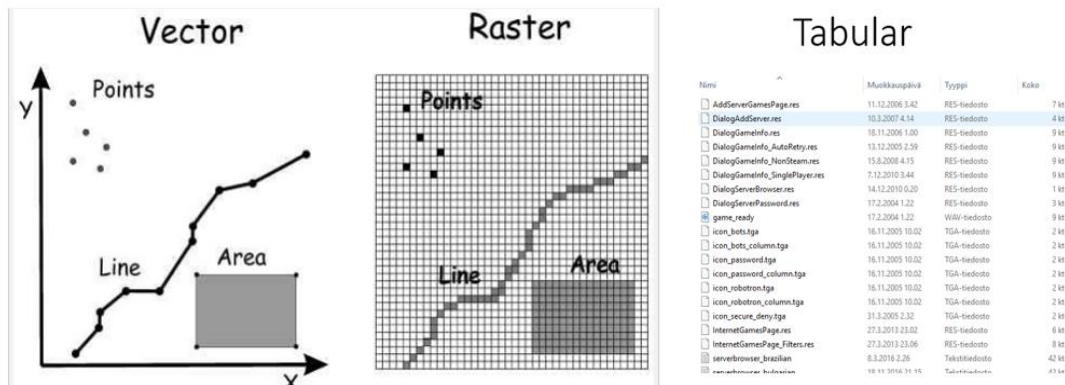 Vector
Y
Points
Line
Area
X
Raster
Points
Line
Area
Tabular
Nimi Muokkauspäivä Tyyppi Koko
AddServerGamesPage.res 11.12.2006 3.42 RES-tiedosto 7 kt
DialogAddServer.res 10.3.2007 4.14 RES-tiedosto 4 kt
DialogGameInfo.res 18.11.2006 1.00 RES-tiedosto 9 kt
DialogGameInfo_AutoRetry.res 13.12.2005 2.59 RES-tiedosto 9 kt
DialogGameInfo_NonSteam.res 15.8.2008 4.15 RES-tiedosto 9 kt
DialogGameInfo_SinglePlayer.res 7.12.2010 3.44 RES-tiedosto 9 kt
DialogServerBrowser.res 14.12.2010 0.20 RES-tiedosto 1 kt
DialogServerPassword.res 17.2.2004 1.22 RES-tiedosto 3 kt
game_ready 17.2.2004 1.22 WAV-tiedosto 9 kt
icon_bots.tga 16.11.2005 10.02 TGA-tiedosto 2 kt
icon_bots_column.tga 16.11.2005 10.02 TGA-tiedosto 2 kt
icon_password.tga 16.11.2005 10.02 TGA-tiedosto 2 kt
icon_password_column.tga 16.11.2005 10.02 TGA-tiedosto 2 kt
icon_robotron.tga 16.11.2005 10.02 TGA-tiedosto 2 kt
icon_robotron_column.tga 16.11.2005 10.02 TGA-tiedosto 2 kt
icon_secure_deny.tga 31.3.2005 2.32 TGA-tiedosto 2 kt
InternetGamesPage.res 27.3.2013 23.02 RES-tiedosto 6 kt
InternetGamesPage_Filters.res 27.3.2013 23.06 RES-tiedosto 8 kt
serverbrowser_brazilian 8.3.2016 2.26 Tekstitiedosto 42 kt
serverbrowser_bulgarian 18.11.2016 21.15 Tekstitiedosto 42 kt